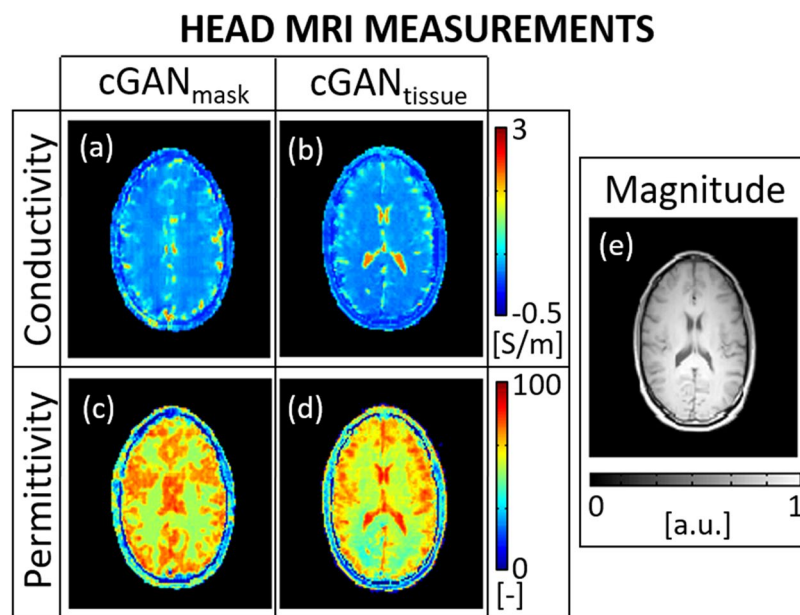 HEAD MRI MEASUREMENTS
cGANmask
cGANtissue
Conductivity
(a)
(b)
3
-0.5
[S/m]
Permittivity
(c)
(d)
100
0
[-]
Magnitude
(e)
0
1
[a.u.]